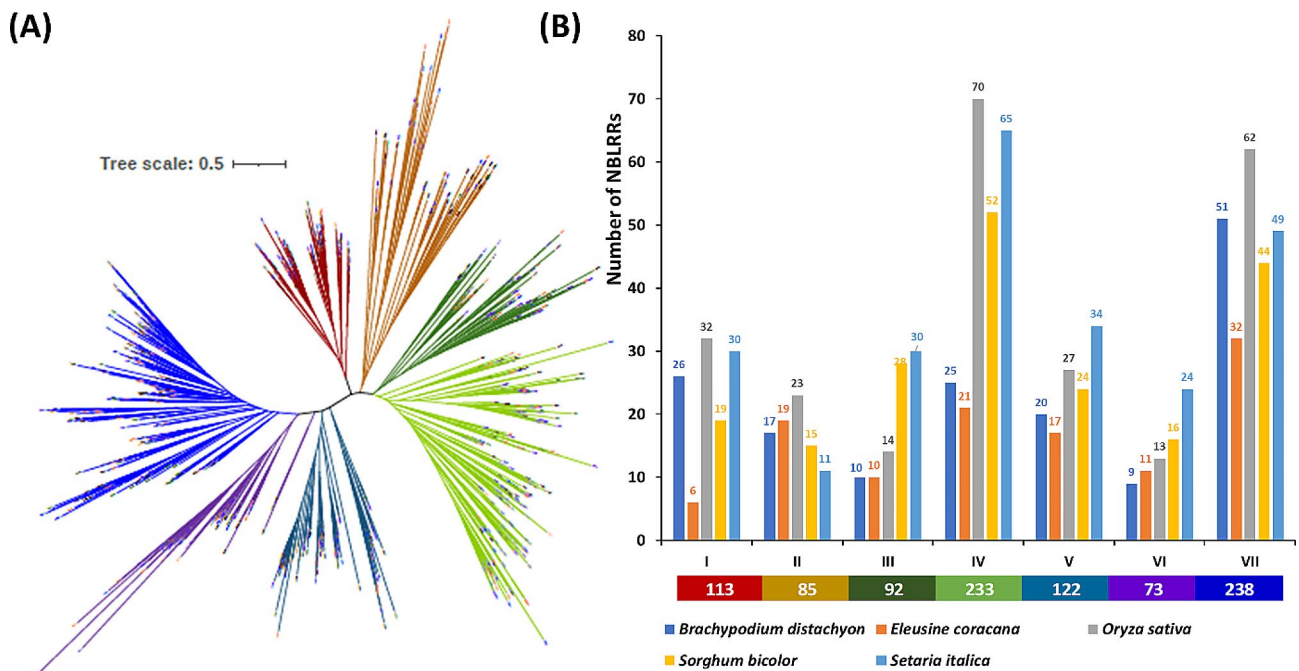 (A)
Tree scale: 0.5
(B)
Number of NBLRRs
80
70
60
50
40
30
20
10
0
26 6 32 19 30
17 19 23 15 11
10 10 14 28 30
25 21 70 52 65
20 17 27 24 34
9 11 13 16 24
51 32 62 44 49
I II III IV V VI VII
113 85 92 233 122 73 238
Brachypodium distachyon Eleusine coracana Oryza sativa
Sorghum bicolor Setaria italica